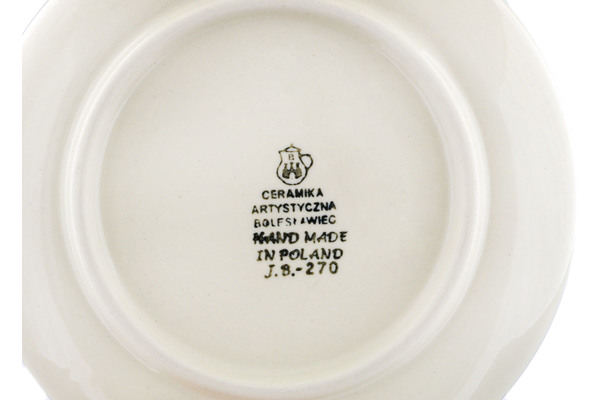 B
CERAMIKA
ARTYSTYCZNA
BOLESŁAWIEC
HAND MADE
IN POLAND
J.B.-270